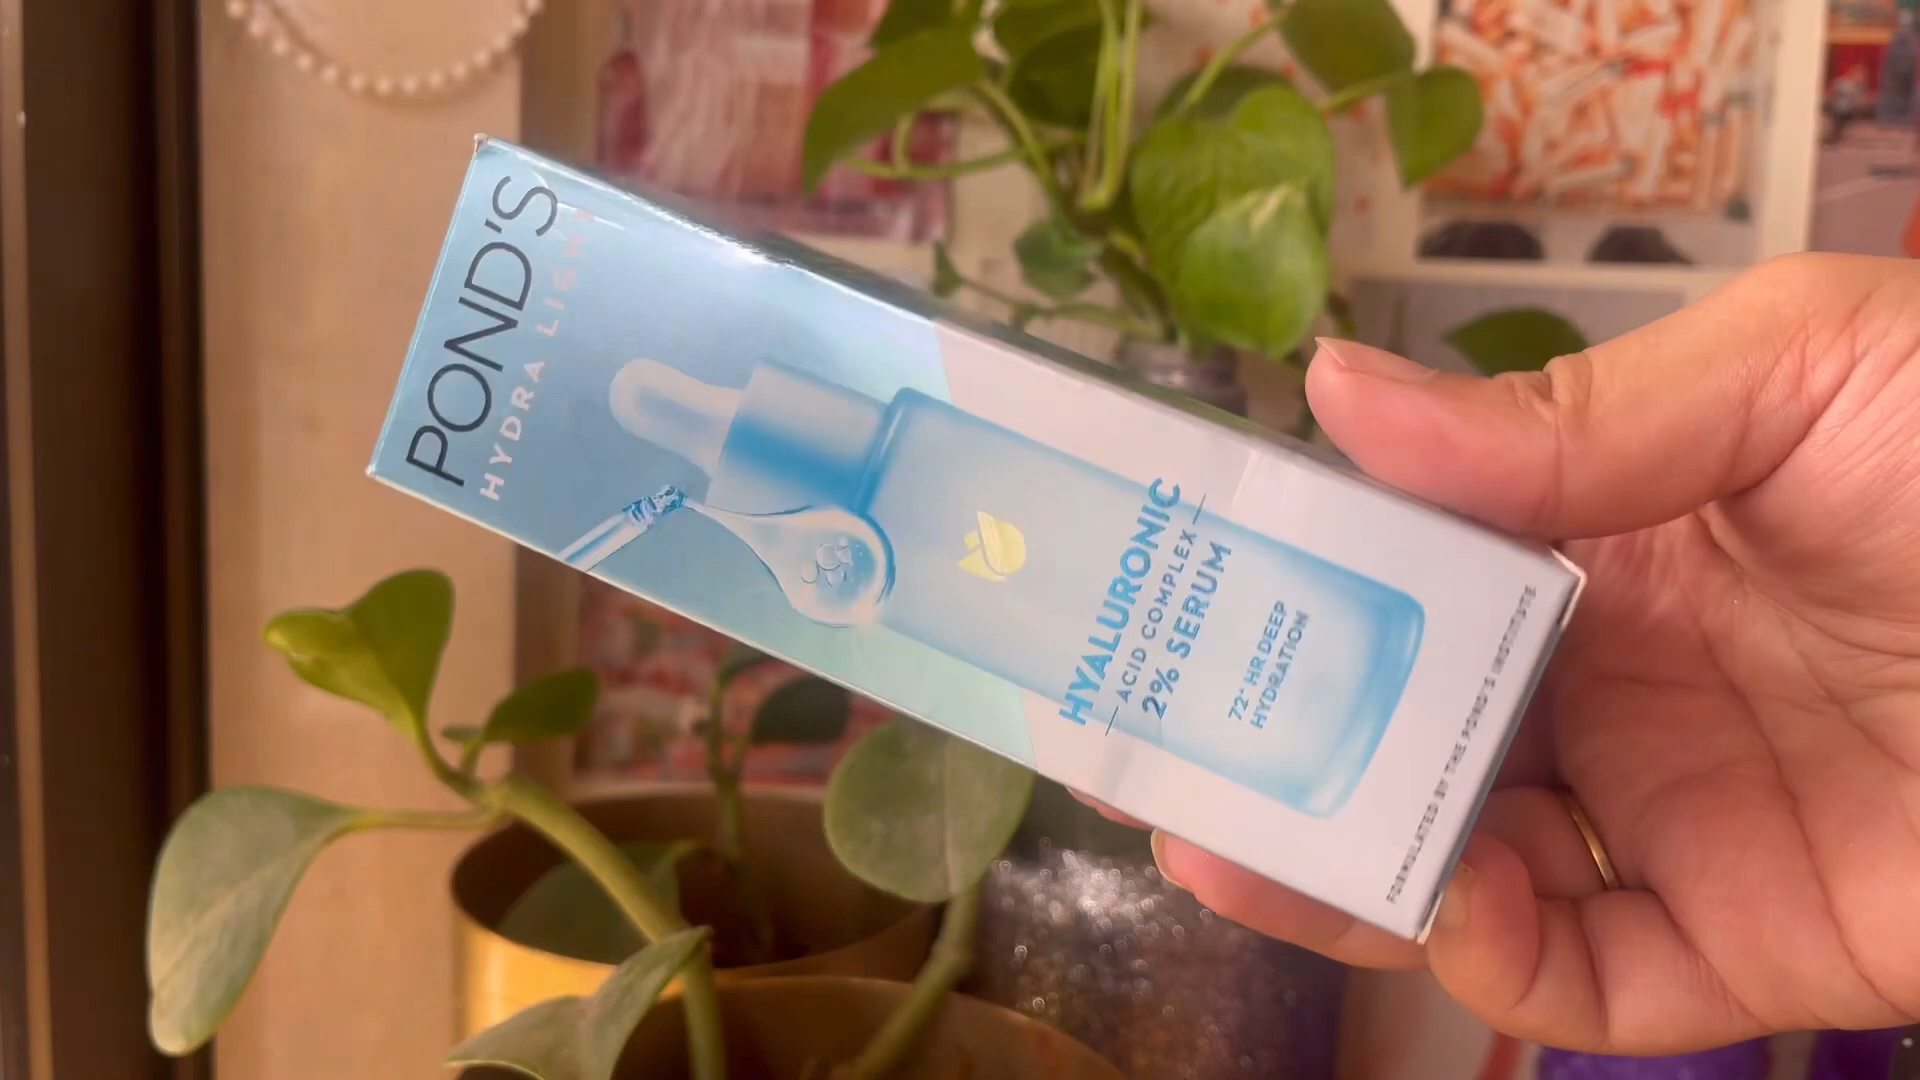 POND'S
HYDRA LIGHT
HYALURONIC
ACID COMPLEX
2% SERUM
72* HR DEEP
HYDRATION
FORMULATED BY THE POND'S INSTITUTE